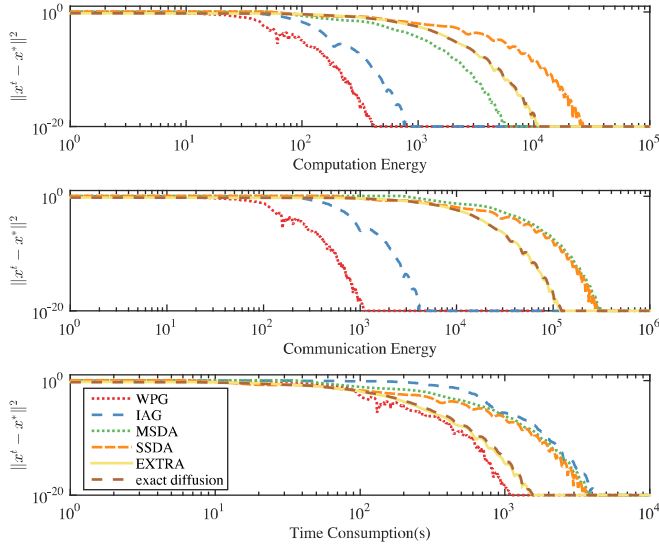 10^0
10^-20
||x^t − x*||^2
10^0 10^1 10^2 10^3 10^4 10^5
Computation Energy
10^0
10^-20
||x^t − x*||^2
10^0 10^1 10^2 10^3 10^4 10^5 10^6
Communication Energy
10^0
10^-20
||x^t − x*||^2
WPG
IAG
MSDA
SSDA
EXTRA
exact diffusion
10^0 10^1 10^2 10^3 10^4
Time Consumption(s)